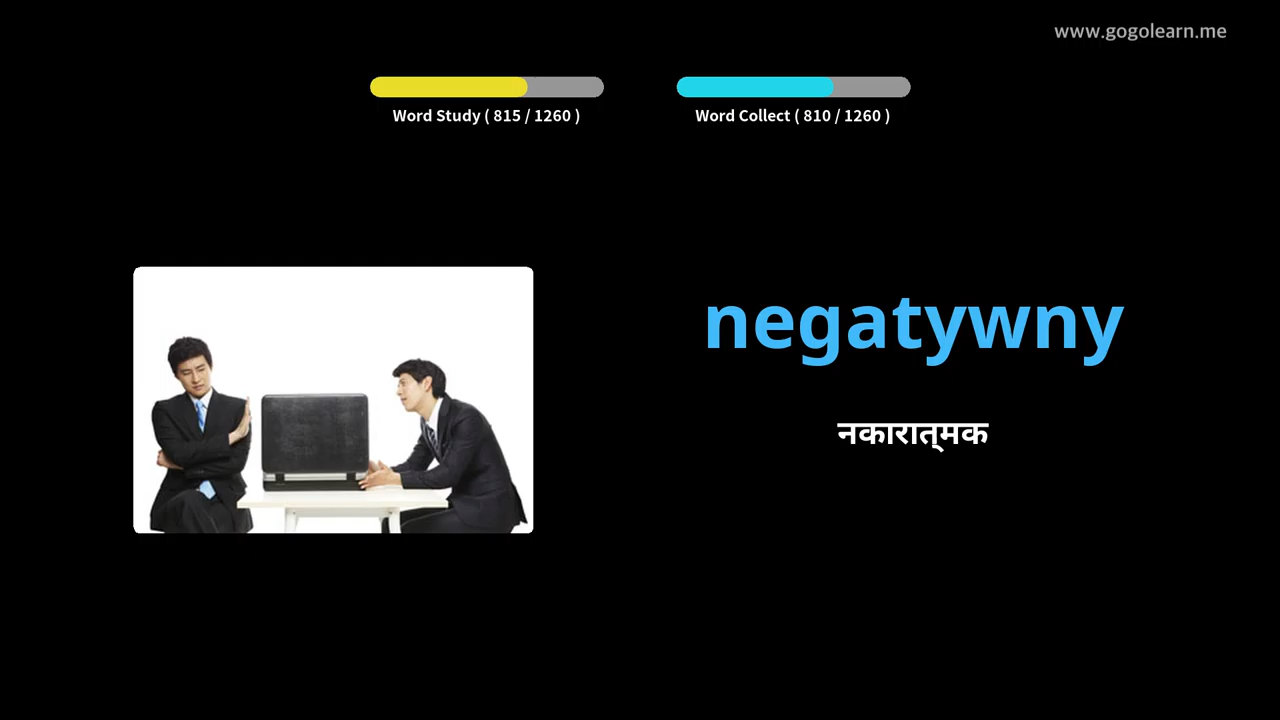 www.gogolearn.me
Word Study ( 815 / 1260 )
Word Collect ( 810 / 1260 )
negatywny
नकारात्मक